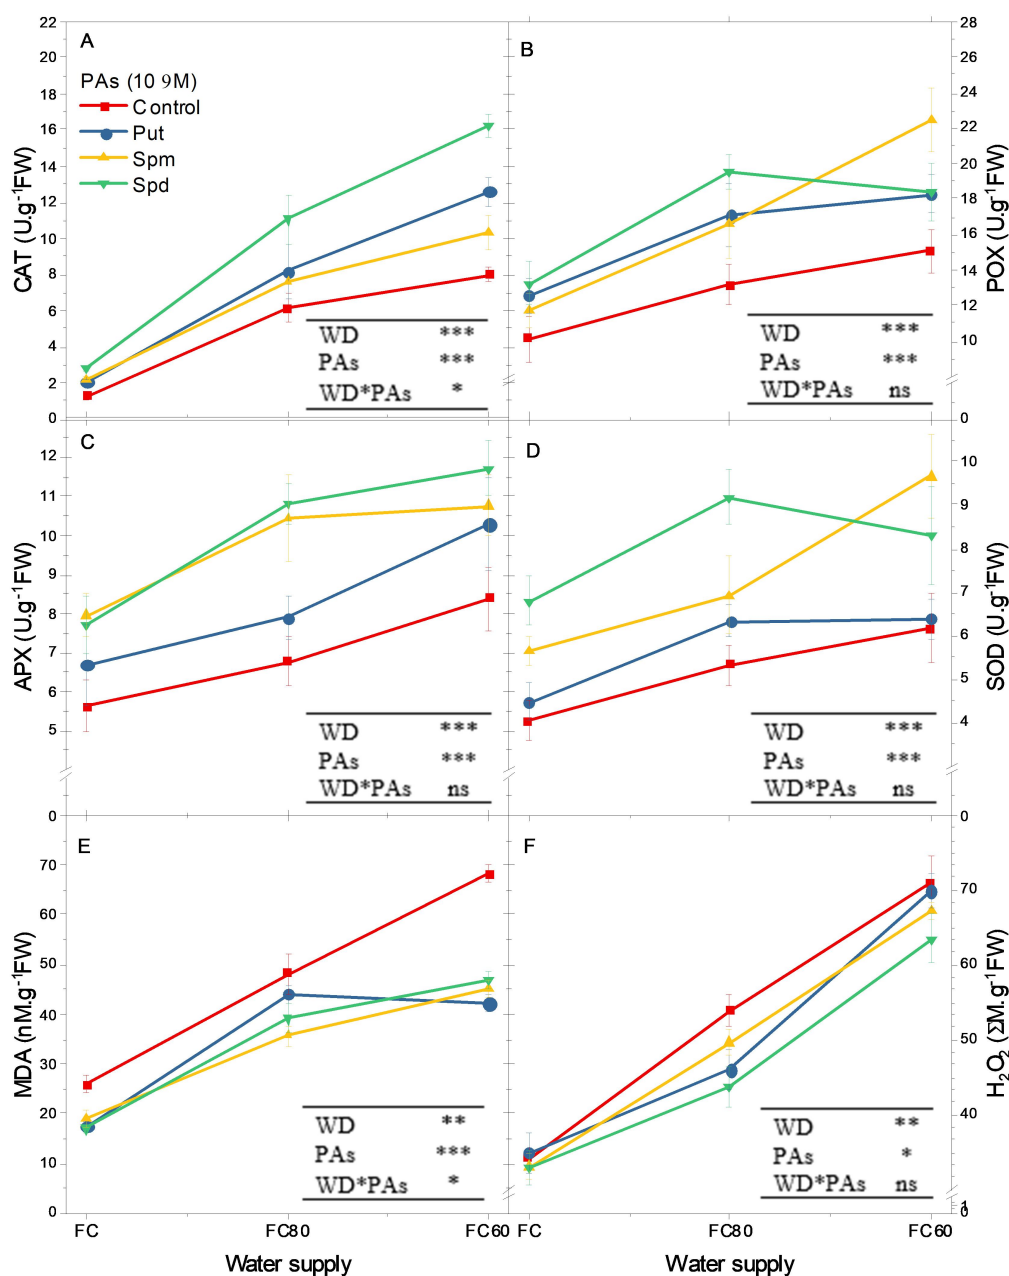 A
PAs (10 9M)
Control
Put
Spm
Spd
22
20
18
16
14
12
10
8
6
4
2
0
CAT (U.g⁻¹FW)
WD ***
PAs ***
WD*PAs *
B
28
26
24
22
20
18
16
14
12
10
0
POX (U.g⁻¹FW)
WD ***
PAs ***
WD*PAs ns
C
12
11
10
9
8
7
6
5
0
APX (U.g⁻¹FW)
WD ***
PAs ***
WD*PAs ns
D
10
9
8
7
6
5
4
0
SOD (U.g⁻¹FW)
WD ***
PAs ***
WD*PAs ns
E
70
60
50
40
30
20
10
0
MDA (nM.g⁻¹FW)
WD **
PAs ***
WD*PAs *
FC FC80 FC60
Water supply
F
70
60
50
40
1
0
H₂O₂ (ΣM.g⁻¹FW)
WD **
PAs *
WD*PAs ns
FC FC80 FC60
Water supply